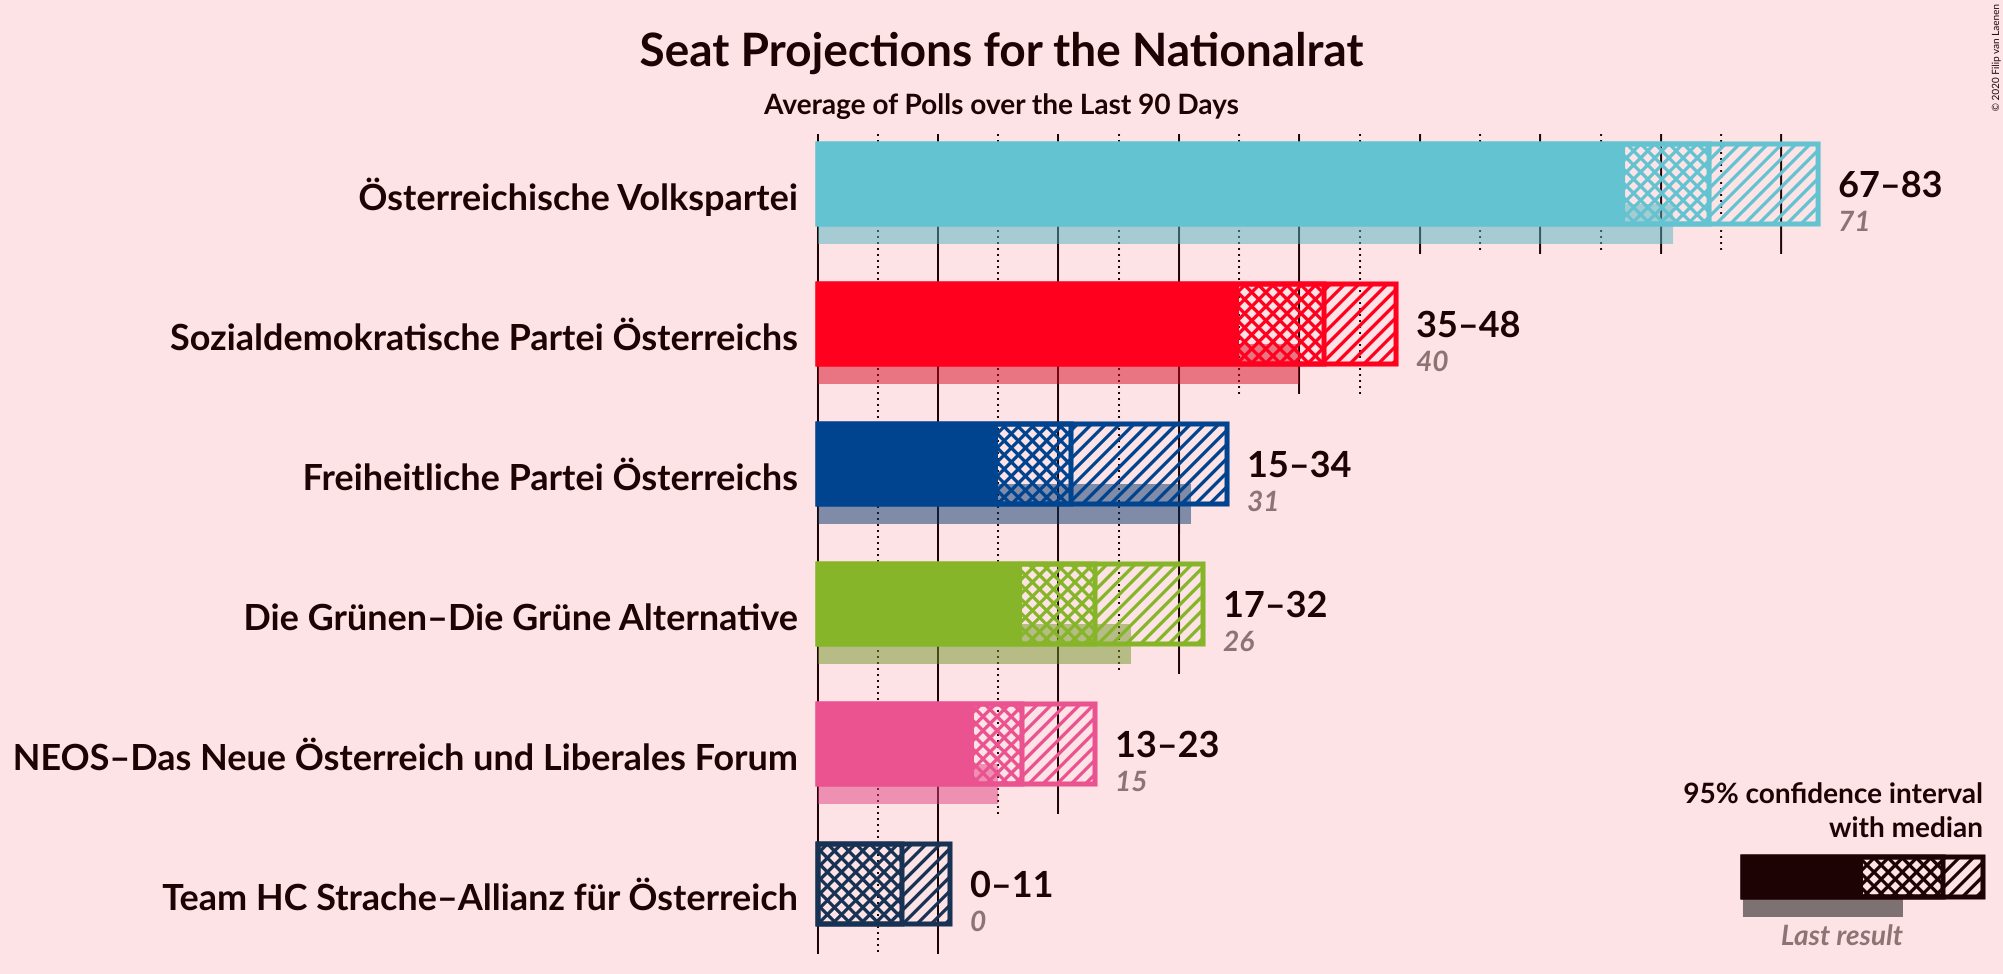 Seat Projections for the Nationalrat
Average of Polls over the Last 90 Days
© 2020 Filip van Laenen
Österreichische Volkspartei
67–83
71
Sozialdemokratische Partei Österreichs
35–48
40
Freiheitliche Partei Österreichs
15–34
31
Die Grünen–Die Grüne Alternative
17–32
26
NEOS–Das Neue Österreich und Liberales Forum
13–23
15
Team HC Strache–Allianz für Österreich
0–11
0
95% confidence interval
with median
Last result